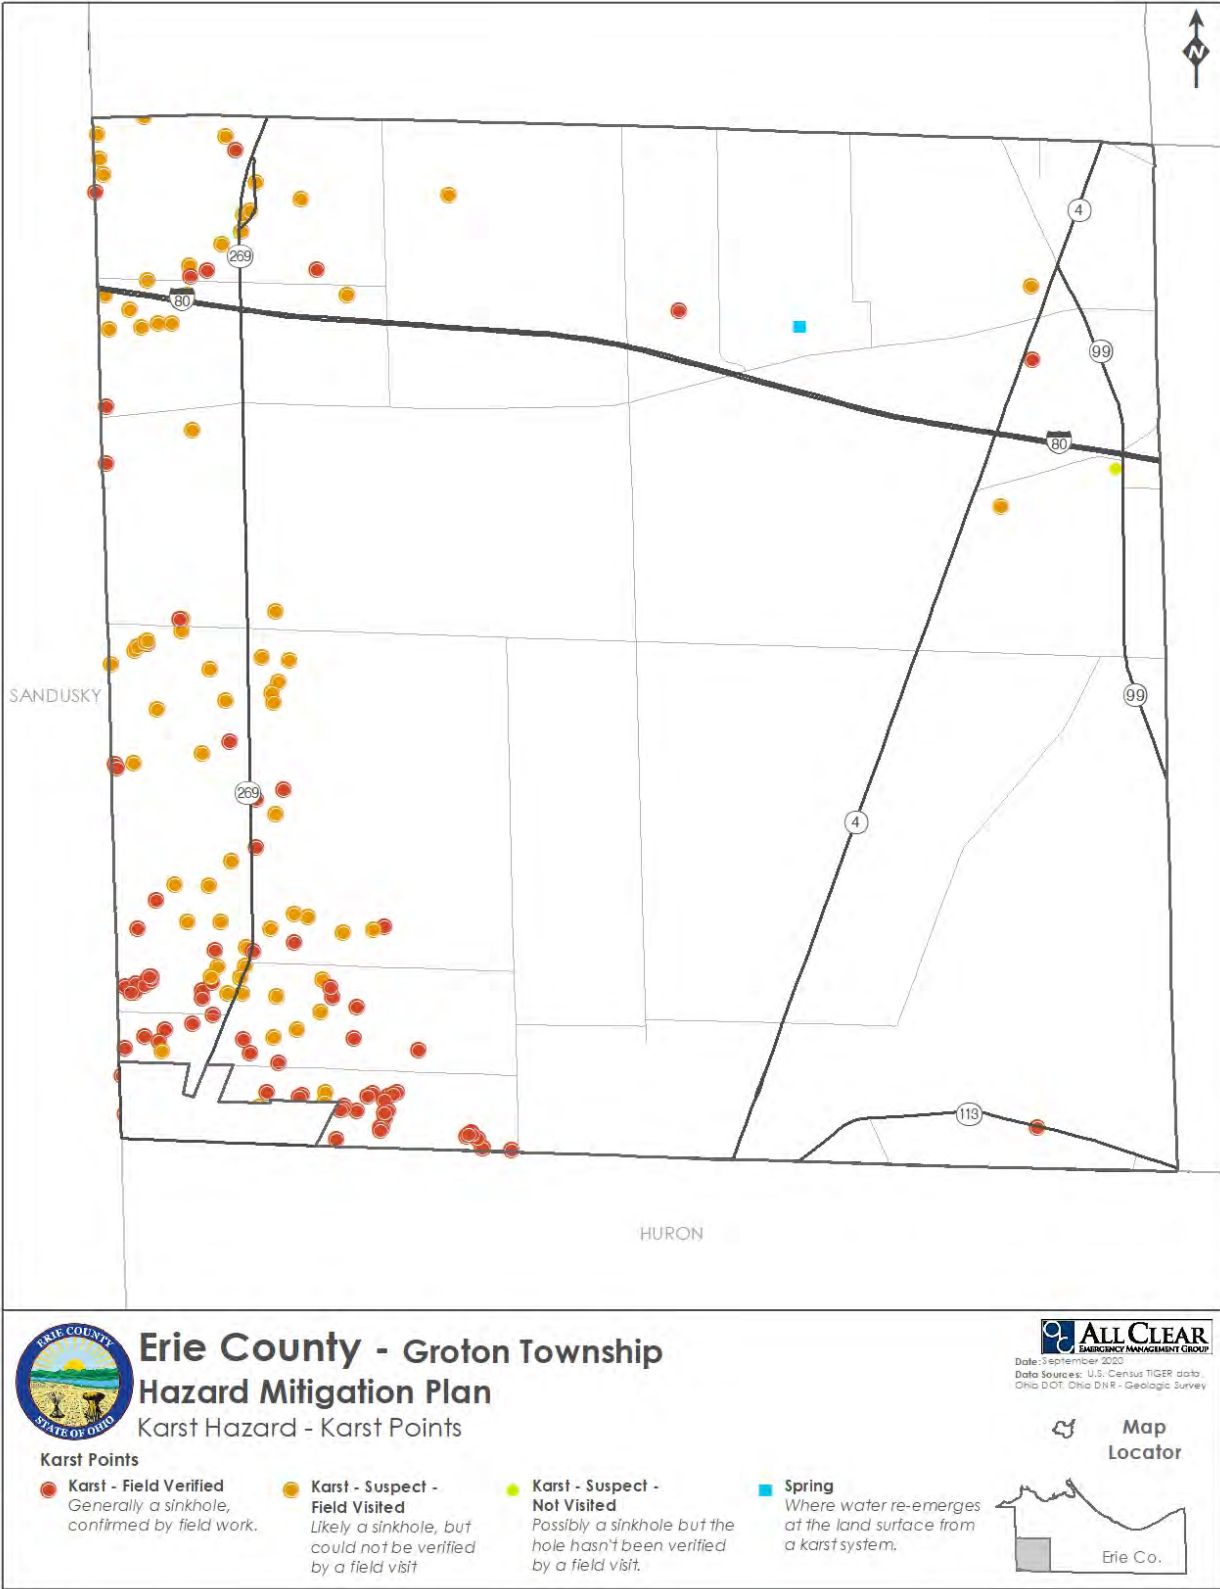 N
4
269
80
99
80
SANDUSKY
99
269
4
113
HURON
ERIE COUNTY
STATE OF OHIO
Erie County - Groton Township
Hazard Mitigation Plan
Karst Hazard - Karst Points
ALL CLEAR
EMERGENCY MANAGEMENT GROUP
Date: September 2020
Data Sources: U.S. Census TIGER data,
Ohio DOT, Ohio DNR - Geologic Survey
Map
Locator
Erie Co.
Karst Points
Karst - Field Verified
Generally a sinkhole,
confirmed by field work.
Karst - Suspect -
Field Visited
Likely a sinkhole, but
could not be verified
by a field visit
Karst - Suspect -
Not Visited
Possibly a sinkhole but the
hole hasn't been verified
by a field visit.
Spring
Where water re-emerges
at the land surface from
a karst system.